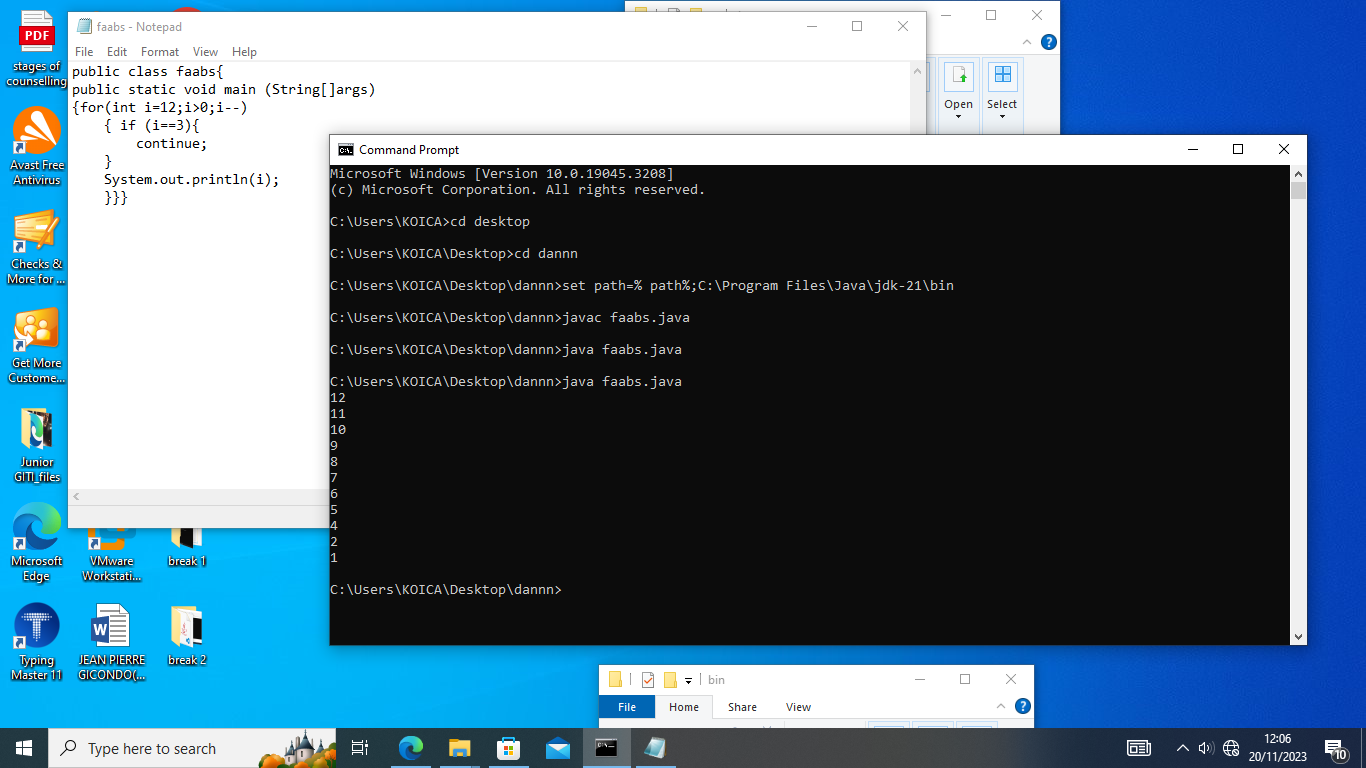 stages of
counselling
Avast Free
Antivirus
Checks &
More for ...
Get More
Custome...
Junior
GITI_files
Microsoft
Edge
VMware
Workstati...
break 1
Typing
Master 11
JEAN PIERRE
GICONDO(...
break 2
PDF
faabs - Notepad
File Edit Format View Help
public class faabs{
public static void main (String[]args)
{for(int i=12;i>0;i--)
    { if (i==3){
        continue;
    }
    System.out.println(i);
    }}}
Open
Select
Command Prompt
Microsoft Windows [Version 10.0.19045.3208]
(c) Microsoft Corporation. All rights reserved.
C:\Users\KOICA>cd desktop
C:\Users\KOICA\Desktop>cd dannn
C:\Users\KOICA\Desktop\dannn>set path=% path%;C:\Program Files\Java\jdk-21\bin
C:\Users\KOICA\Desktop\dannn>javac faabs.java
C:\Users\KOICA\Desktop\dannn>java faabs.java
C:\Users\KOICA\Desktop\dannn>java faabs.java
12
11
10
9
8
7
6
5
4
2
1
C:\Users\KOICA\Desktop\dannn>
bin
File Home Share View
Type here to search
12:06
20/11/2023
10